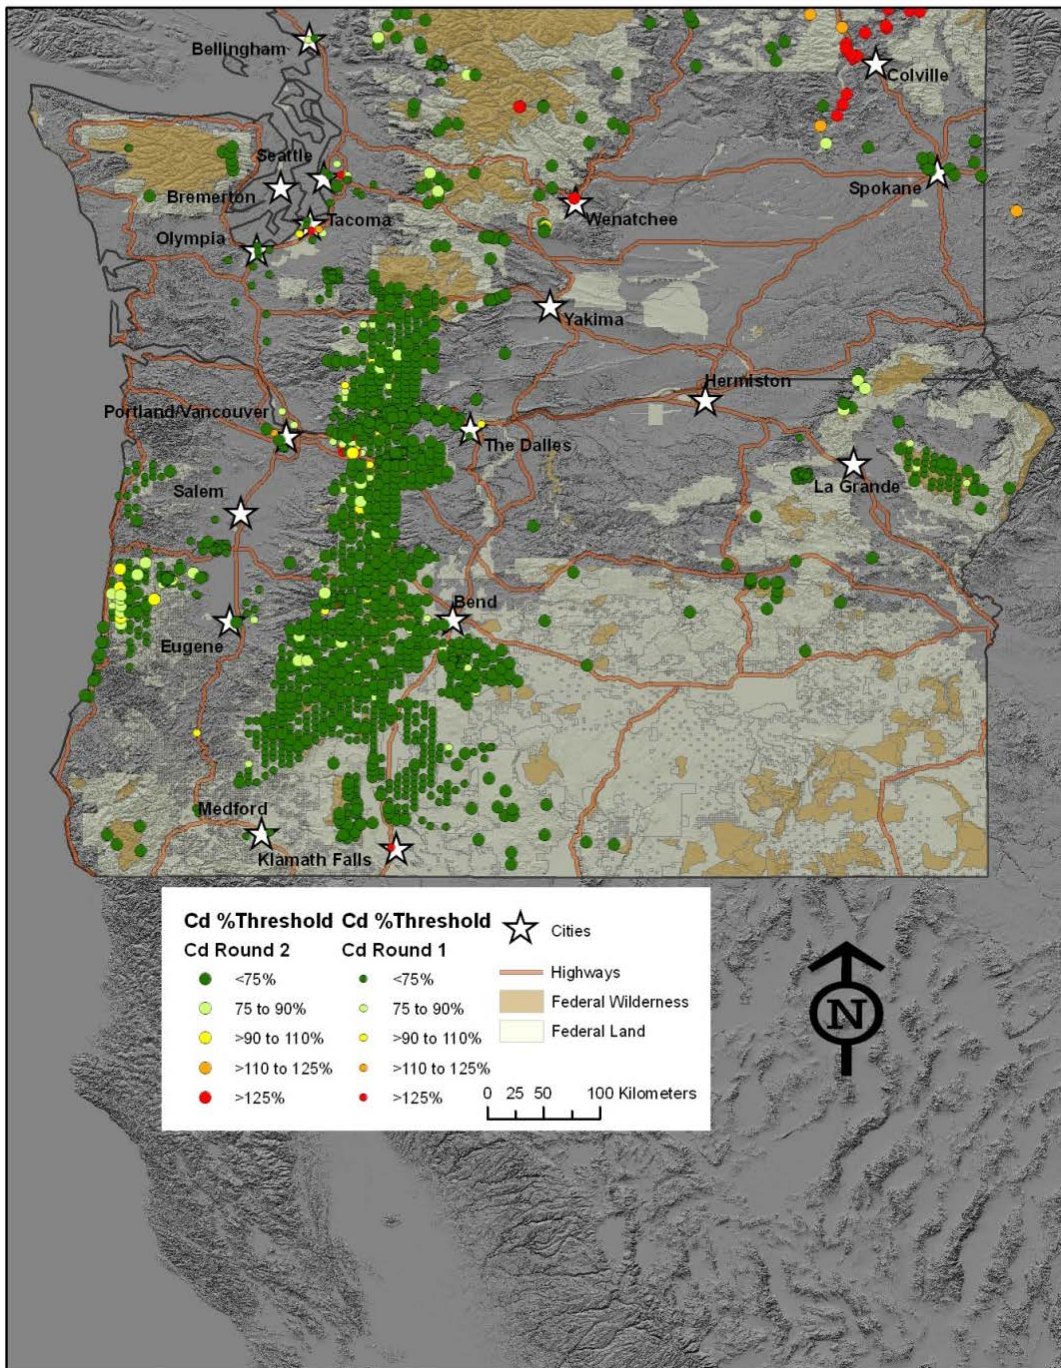 Bellingham
Colville
Seattle
Bremerton
Spokane
Wenatchee
Tacoma
Olympia
Yakima
Hermiston
Portland/Vancouver
The Dalles
La Grande
Salem
Bend
Eugene
Medford
Klamath Falls
Cd %Threshold Cd %Threshold
Cd Round 2 Cd Round 1 Cities
<75% <75% Highways
75 to 90% 75 to 90% Federal Wilderness
>90 to 110% >90 to 110% Federal Land
>110 to 125% >110 to 125%
>125% >125%
0 25 50 100 Kilometers
N